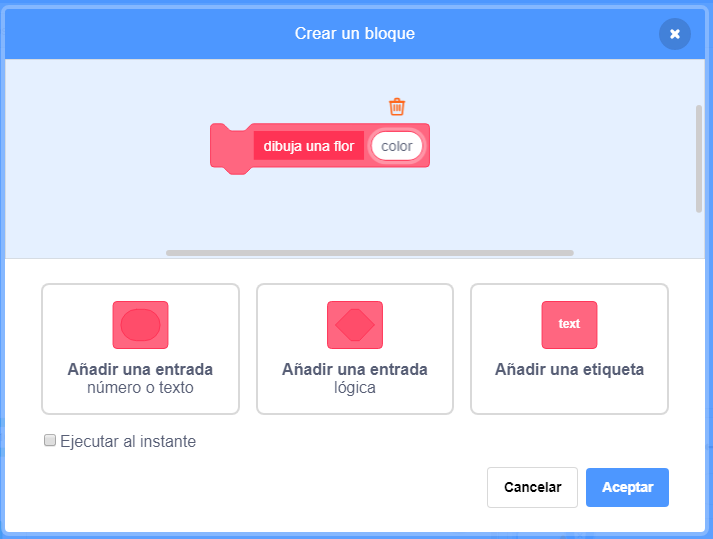 Crear un bloque
dibuja una flor color
Añadir una entrada
número o texto
Añadir una entrada
lógica
text
Añadir una etiqueta
Ejecutar al instante
Cancelar Aceptar